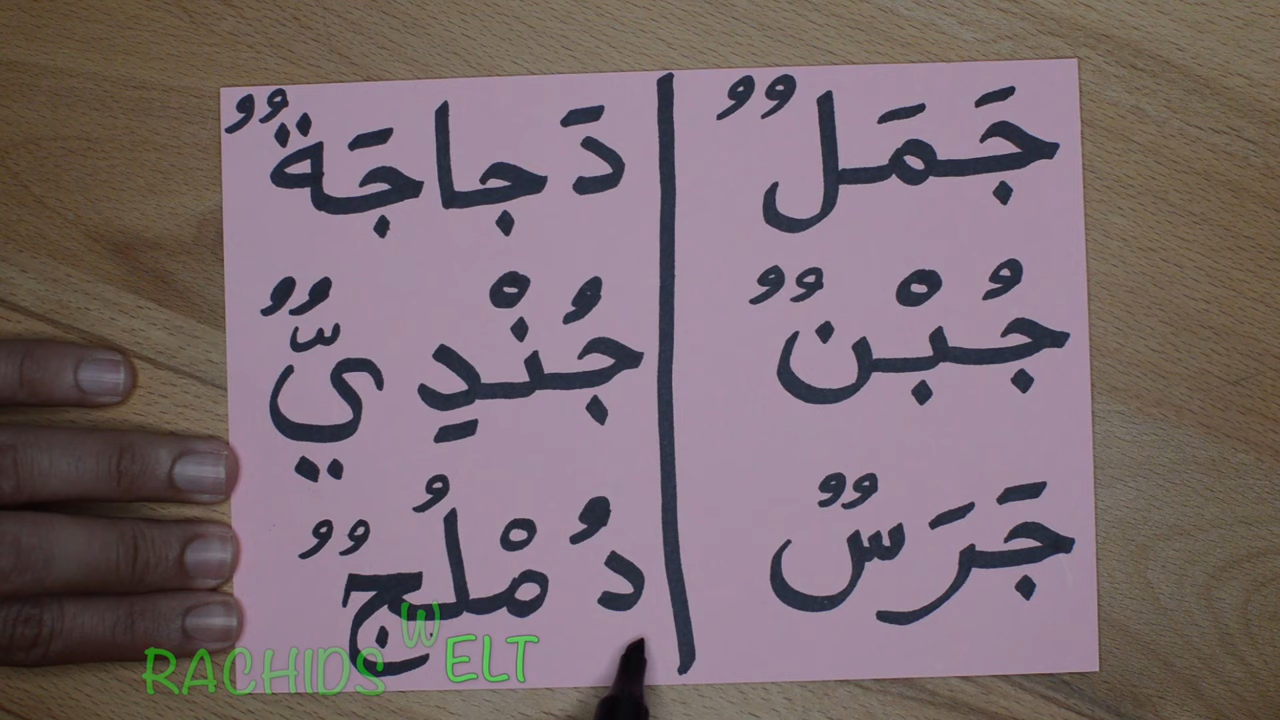 جَمَلٌ
جُبْنٌ
جَرَسٌ
دَجاجَةٌ
جُنْدِيٌّ
دُمْلُجٌ
RACHIDS WELT